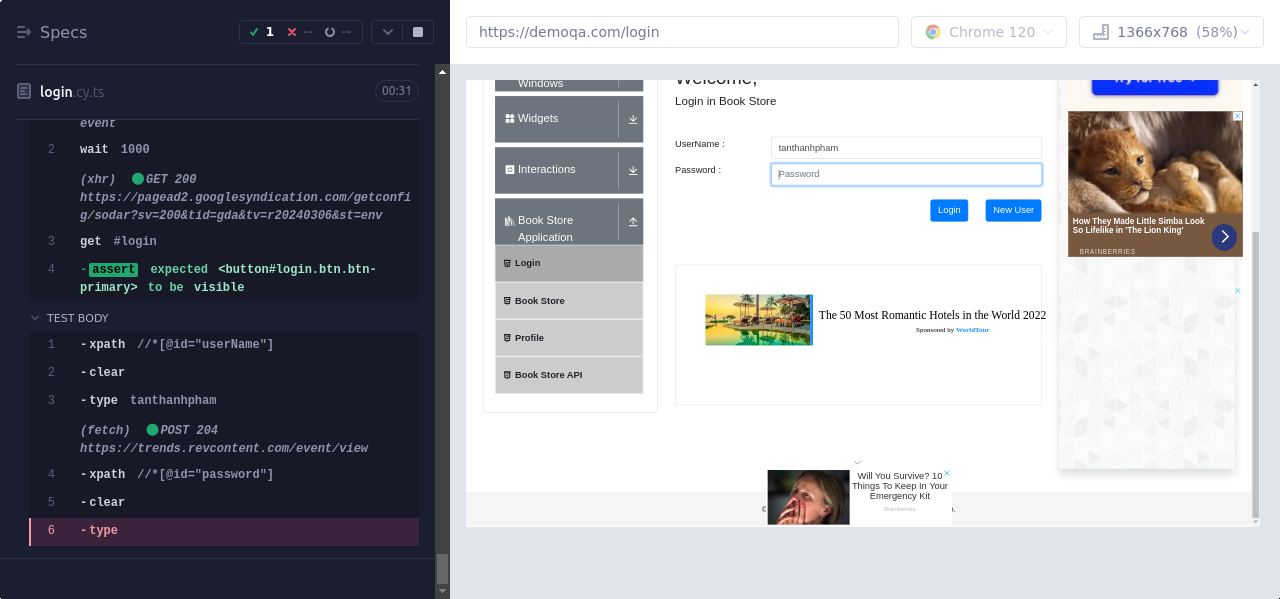 Specs
1
--
--
login.cy.ts
00:31
event
2 wait 1000
(xhr) GET 200
https://pagead2.googlesyndication.com/getconfi
g/sodar?sv=200&tid=gda&tv=r20240306&st=env
3 get #login
4 -assert expected <button#login.btn.btn-
primary> to be visible
TEST BODY
1 -xpath //*[@id="userName"]
2 -clear
3 -type tanthanhpham
(fetch) POST 204
https://trends.revcontent.com/event/view
4 -xpath //*[@id="password"]
5 -clear
6 -type
https://demoqa.com/login
Chrome 120
1366x768 (58%)
Windows
Widgets
Interactions
Book Store
Application
Login
Book Store
Profile
Book Store API
Welcome,
Login in Book Store
UserName :
tanthanhpham
Password :
Password
Login
New User
The 50 Most Romantic Hotels in the World 2022
Sponsored by WorldTour
How They Made Little Simba Look
So Lifelike in 'The Lion King'
BRAINBERRIES
Will You Survive? 10
Things To Keep In Your
Emergency Kit
Brainberries